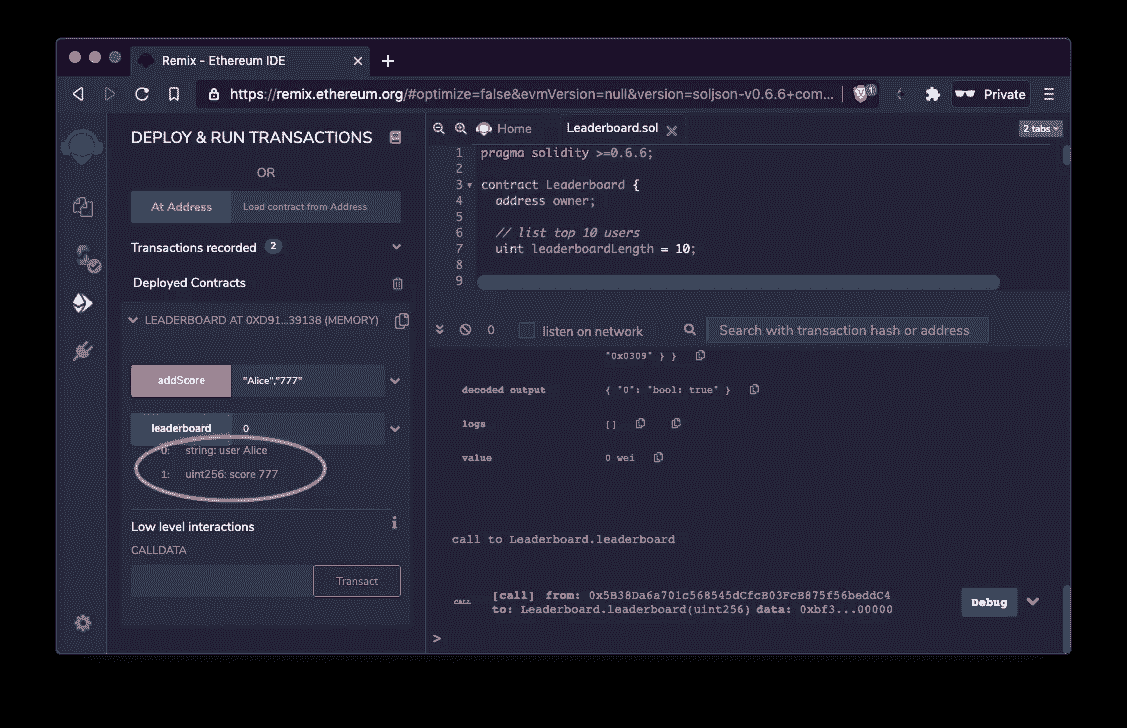 Remix - Ethereum IDE
https://remix.ethereum.org/#optimize=false&evmVersion=null&version=soljson-v0.6.6+com...
1
Private
DEPLOY & RUN TRANSACTIONS
OR
At Address
Load contract from Address
Transactions recorded 2
Deployed Contracts
LEADERBOARD AT 0XD91...39138 (MEMORY)
addScore
"Alice","777"
leaderboard
0
0: string: user Alice
1: uint256: score 777
Low level interactions
i
CALLDATA
Transact
Home
Leaderboard.sol
2 tabs
1 pragma solidity >=0.6.6;
2
3 contract Leaderboard {
4 address owner;
5
6 // list top 10 users
7 uint leaderboardLength = 10;
8
9
0
listen on network
Search with transaction hash or address
"0x0309" } }
decoded output { "0": "bool: true" }
logs []
value 0 wei
call to Leaderboard.leaderboard
CALL
[call] from: 0x5B38Da6a701c568545dCfcB03FcB875f56beddC4
to: Leaderboard.leaderboard(uint256) data: 0xbf3...00000
Debug
>